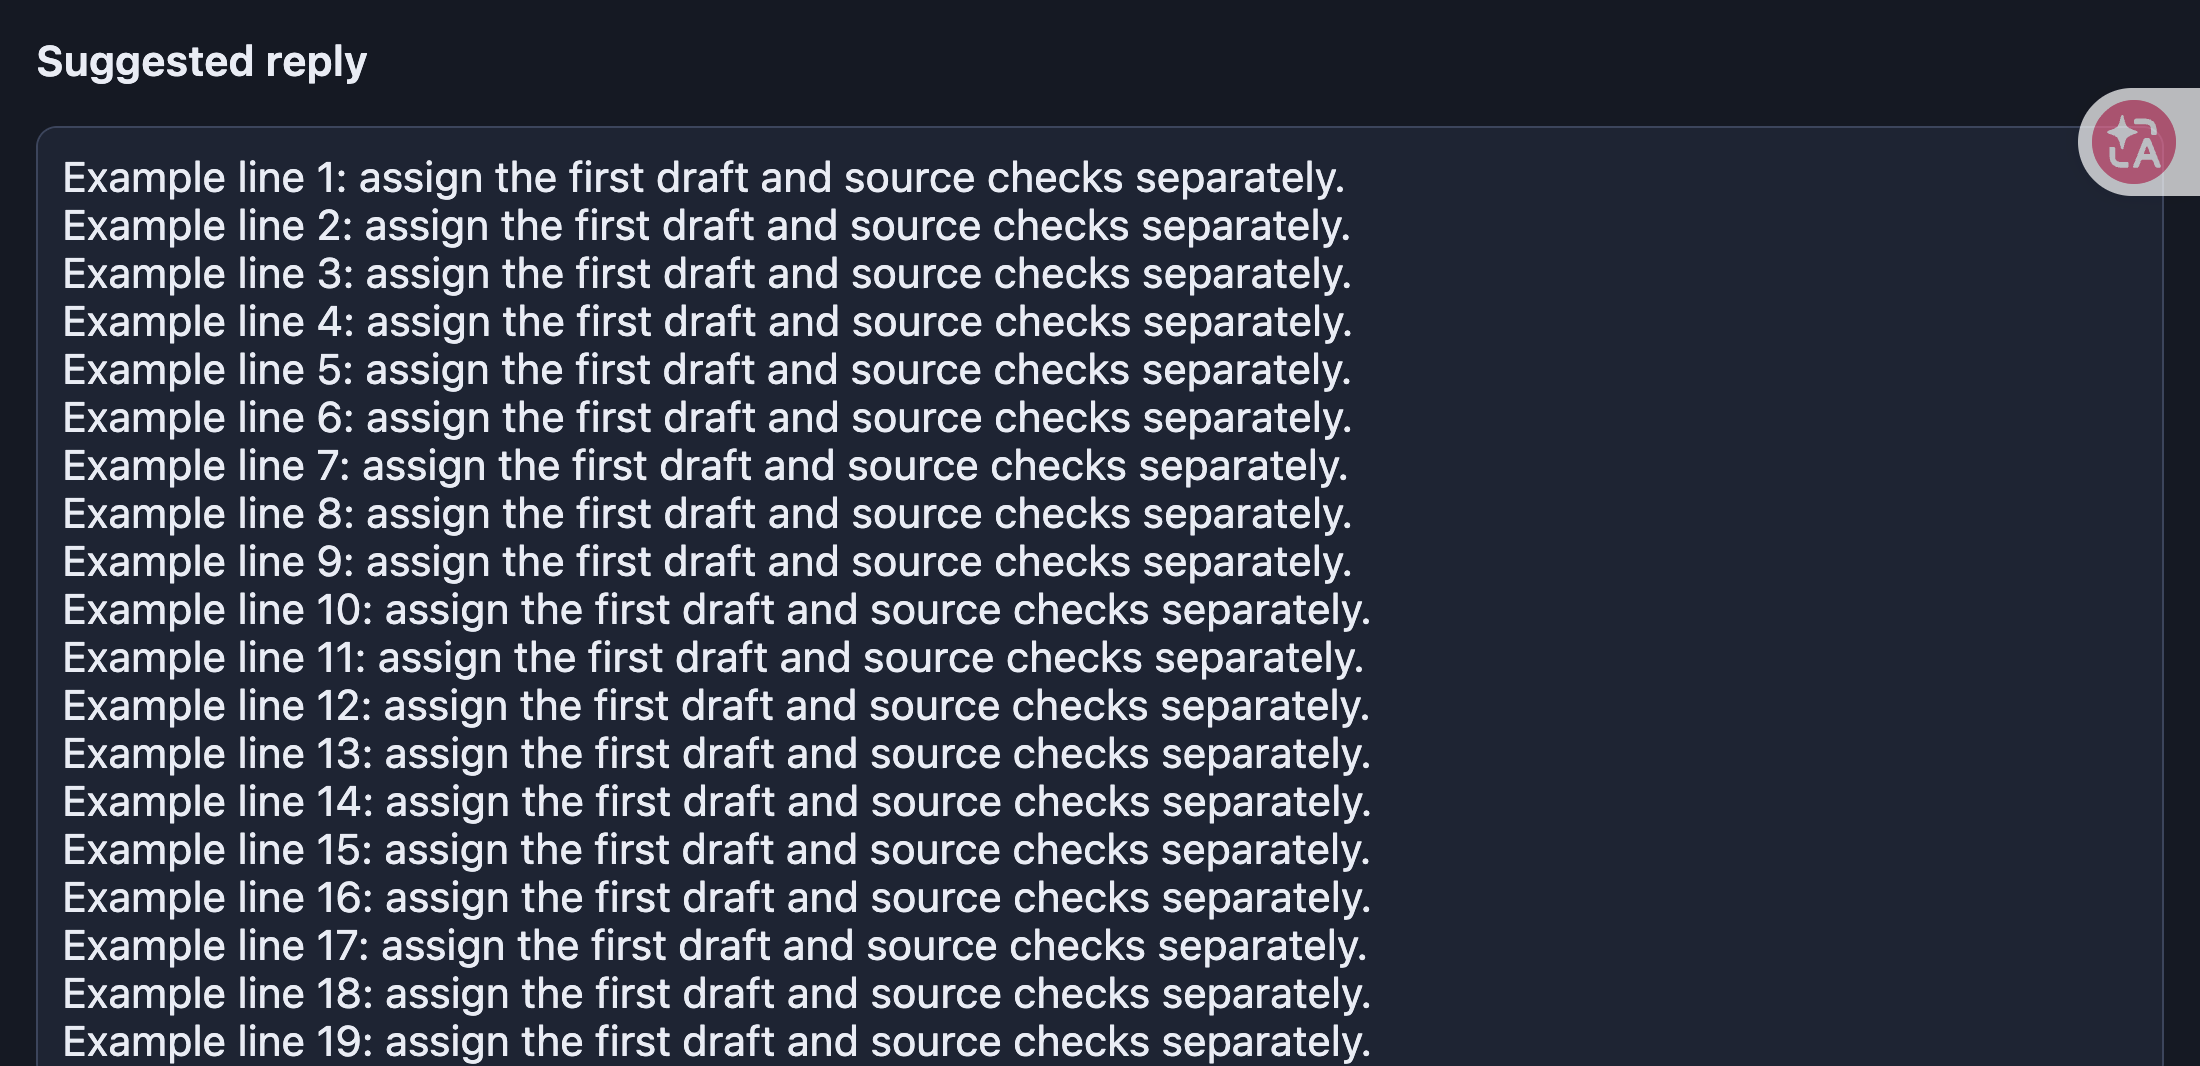 Suggested reply
Example line 1: assign the first draft and source checks separately.
Example line 2: assign the first draft and source checks separately.
Example line 3: assign the first draft and source checks separately.
Example line 4: assign the first draft and source checks separately.
Example line 5: assign the first draft and source checks separately.
Example line 6: assign the first draft and source checks separately.
Example line 7: assign the first draft and source checks separately.
Example line 8: assign the first draft and source checks separately.
Example line 9: assign the first draft and source checks separately.
Example line 10: assign the first draft and source checks separately.
Example line 11: assign the first draft and source checks separately.
Example line 12: assign the first draft and source checks separately.
Example line 13: assign the first draft and source checks separately.
Example line 14: assign the first draft and source checks separately.
Example line 15: assign the first draft and source checks separately.
Example line 16: assign the first draft and source checks separately.
Example line 17: assign the first draft and source checks separately.
Example line 18: assign the first draft and source checks separately.
Example line 19: assign the first draft and source checks separately.